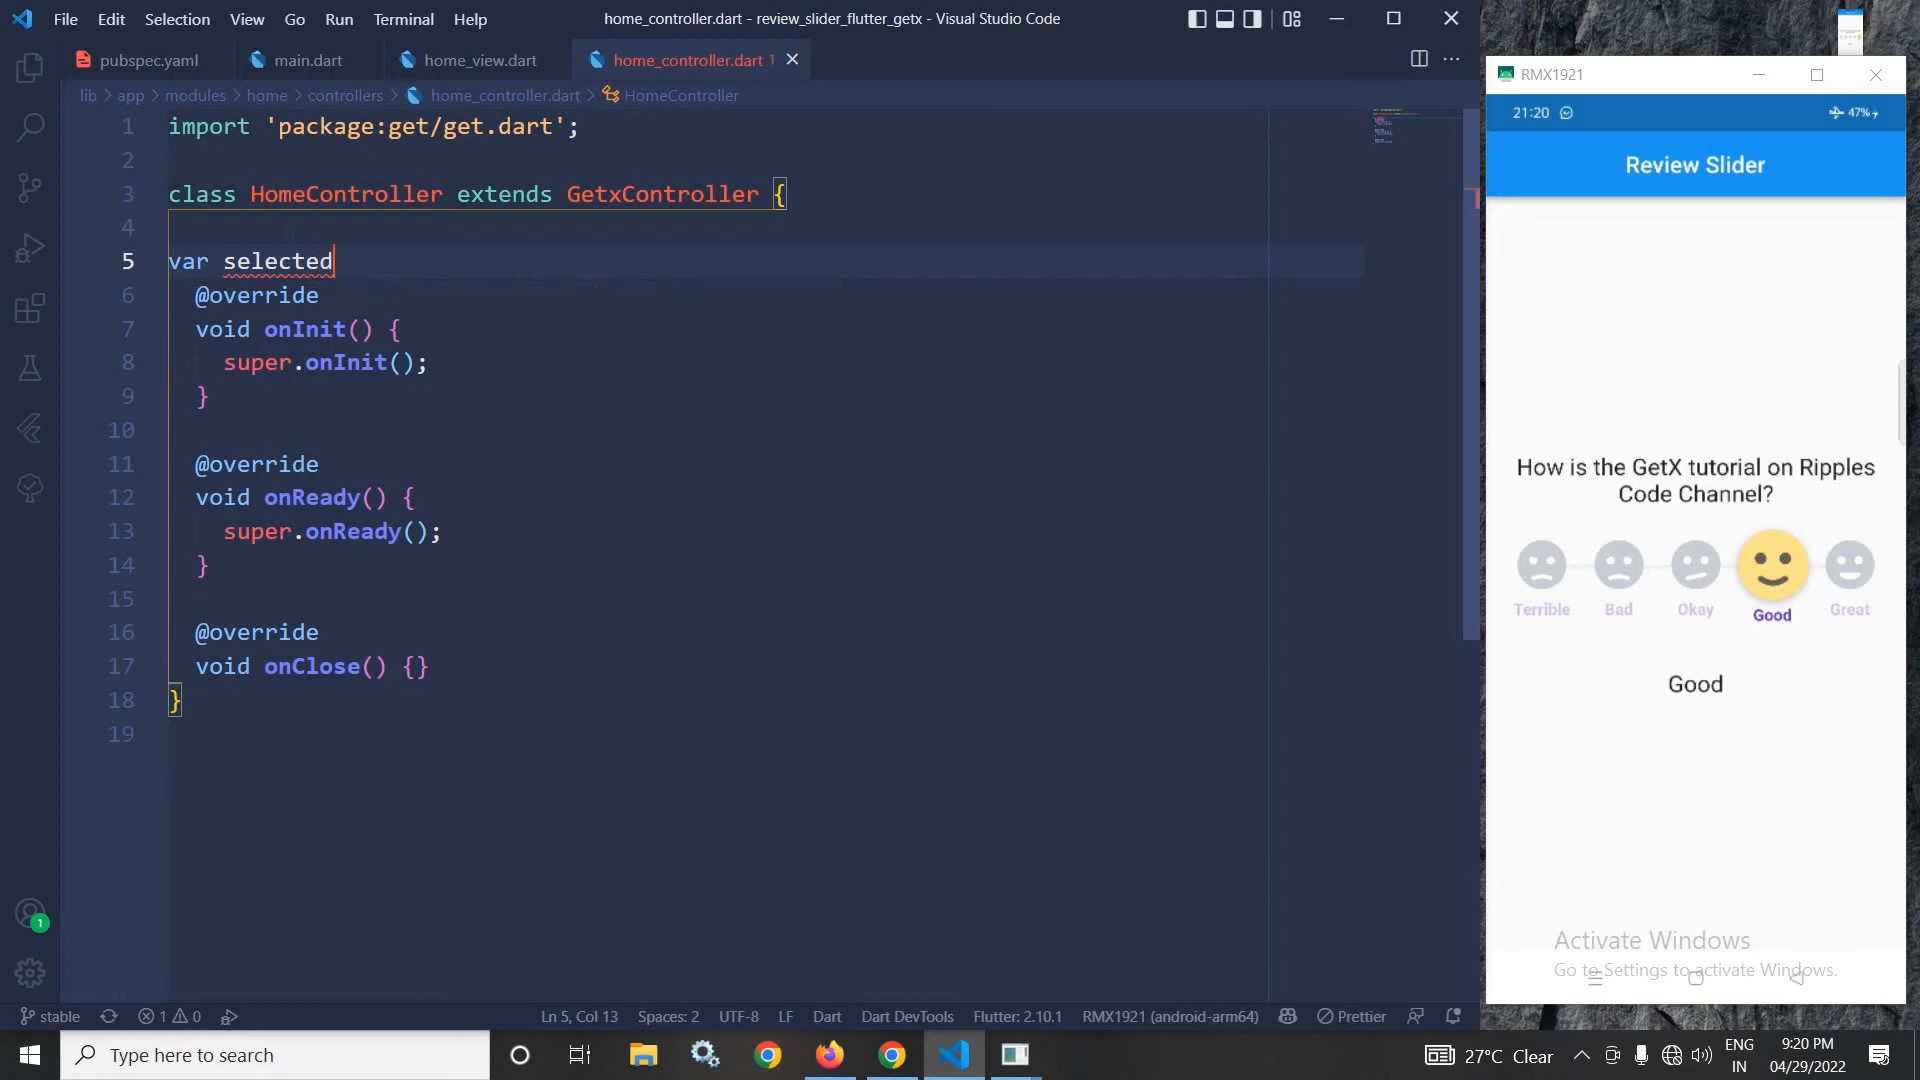 File Edit Selection View Go Run Terminal Help home_controller.dart - review_slider_flutter_getx - Visual Studio Code
pubspec.yaml main.dart home_view.dart home_controller.dart 1
lib > app > modules > home > controllers > home_controller.dart > HomeController
1 import 'package:get/get.dart';
2
3 class HomeController extends GetxController {
4
5 var selected
6 @override
7 void onInit() {
8 super.onInit();
9 }
10
11 @override
12 void onReady() {
13 super.onReady();
14 }
15
16 @override
17 void onClose() {}
18 }
19
1
stable 1 0 Ln 5, Col 13 Spaces: 2 UTF-8 LF Dart Dart DevTools Flutter: 2.10.1 RMX1921 (android-arm64) Prettier
RMX1921
21:20 47%
Review Slider
How is the GetX tutorial on Ripples
Code Channel?
Terrible Bad Okay Good Great
Good
Activate Windows
Go to Settings to activate Windows.
Type here to search
27°C Clear
ENG
IN
9:20 PM
04/29/2022